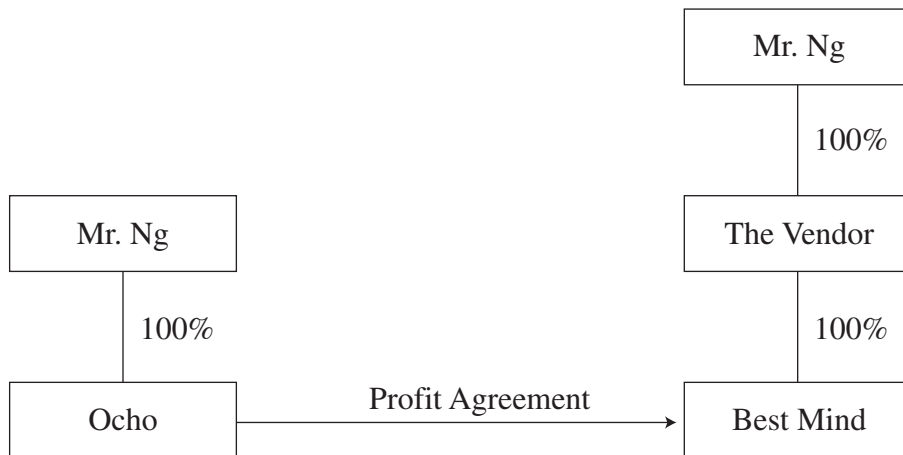 Mr. Ng
100%
Mr. Ng
The Vendor
100%
100%
Profit Agreement
Ocho
Best Mind